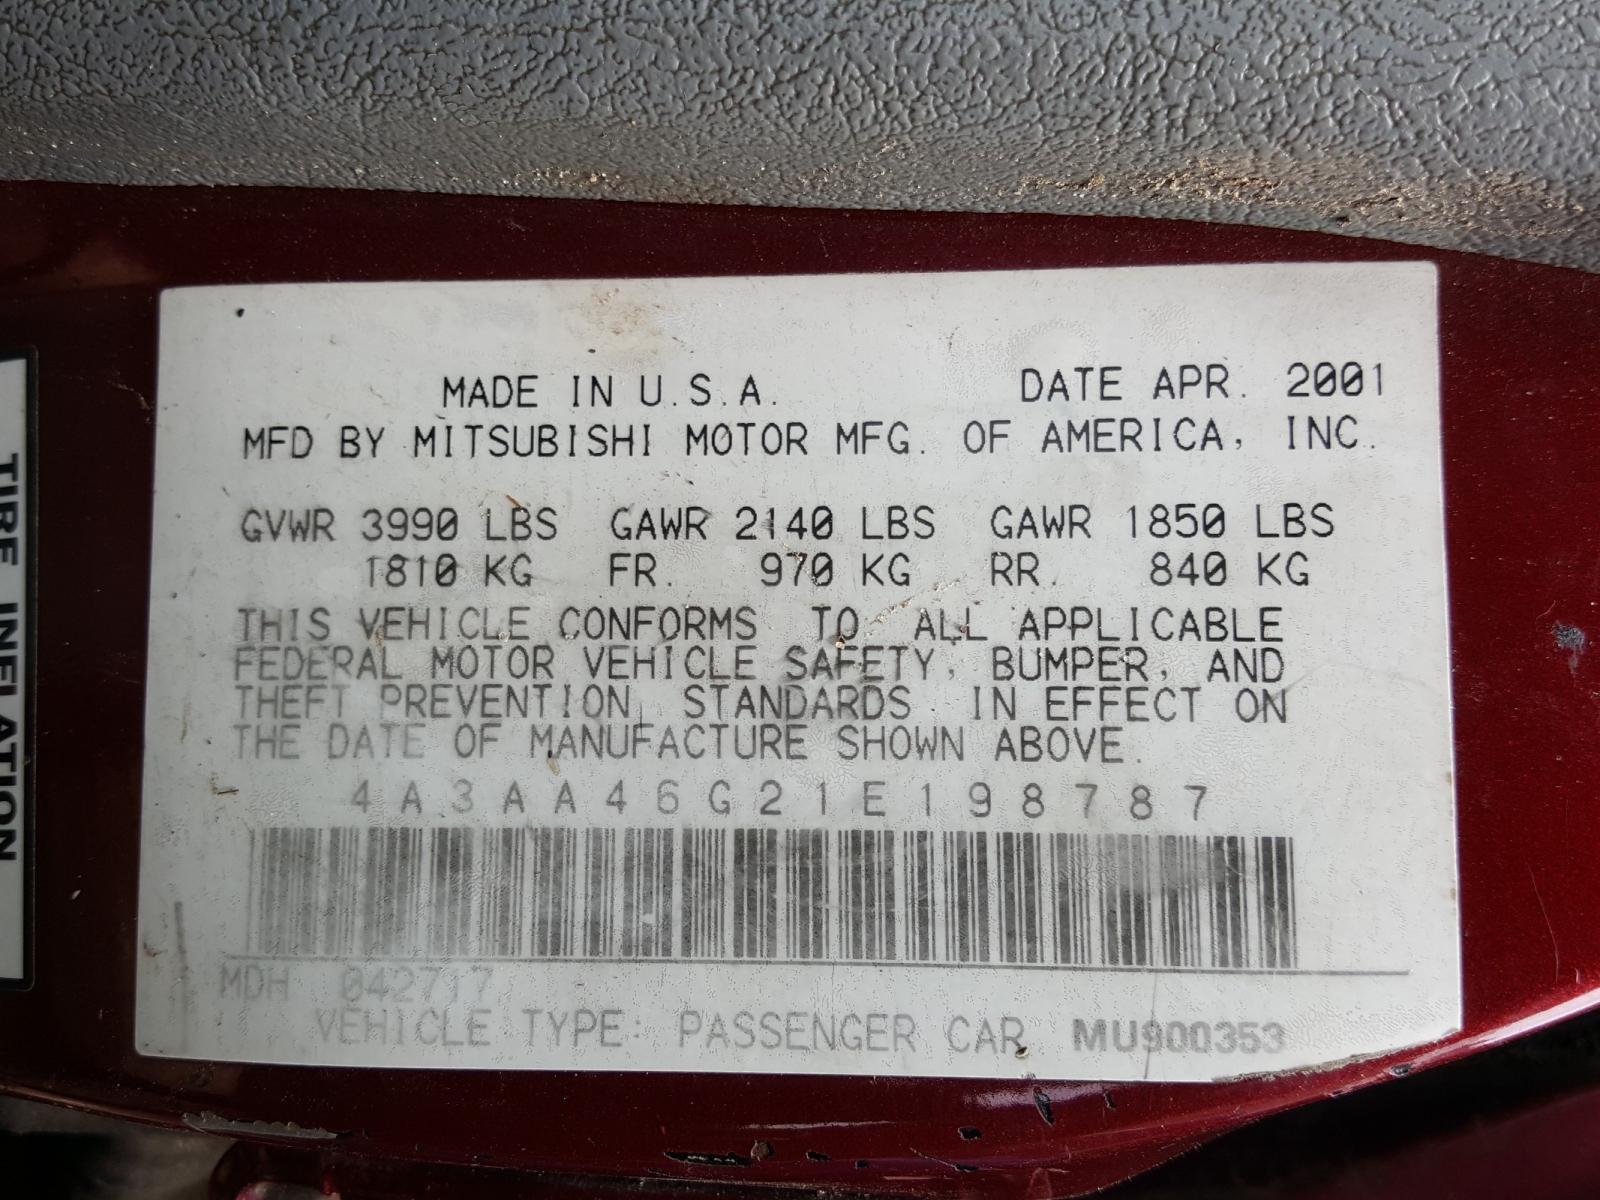 MADE IN U.S.A. DATE APR. 2001
MFD BY MITSUBISHI MOTOR MFG. OF AMERICA, INC.
GVWR 3990 LBS GAWR 2140 LBS GAWR 1850 LBS
1810 KG FR. 970 KG RR. 840 KG
THIS VEHICLE CONFORMS TO ALL APPLICABLE
FEDERAL MOTOR VEHICLE SAFETY, BUMPER, AND
THEFT PREVENTION STANDARDS IN EFFECT ON
THE DATE OF MANUFACTURE SHOWN ABOVE.
4A3AA46G21E198787
MDH 042717
VEHICLE TYPE: PASSENGER CAR MU900353
TIRE INFLATION